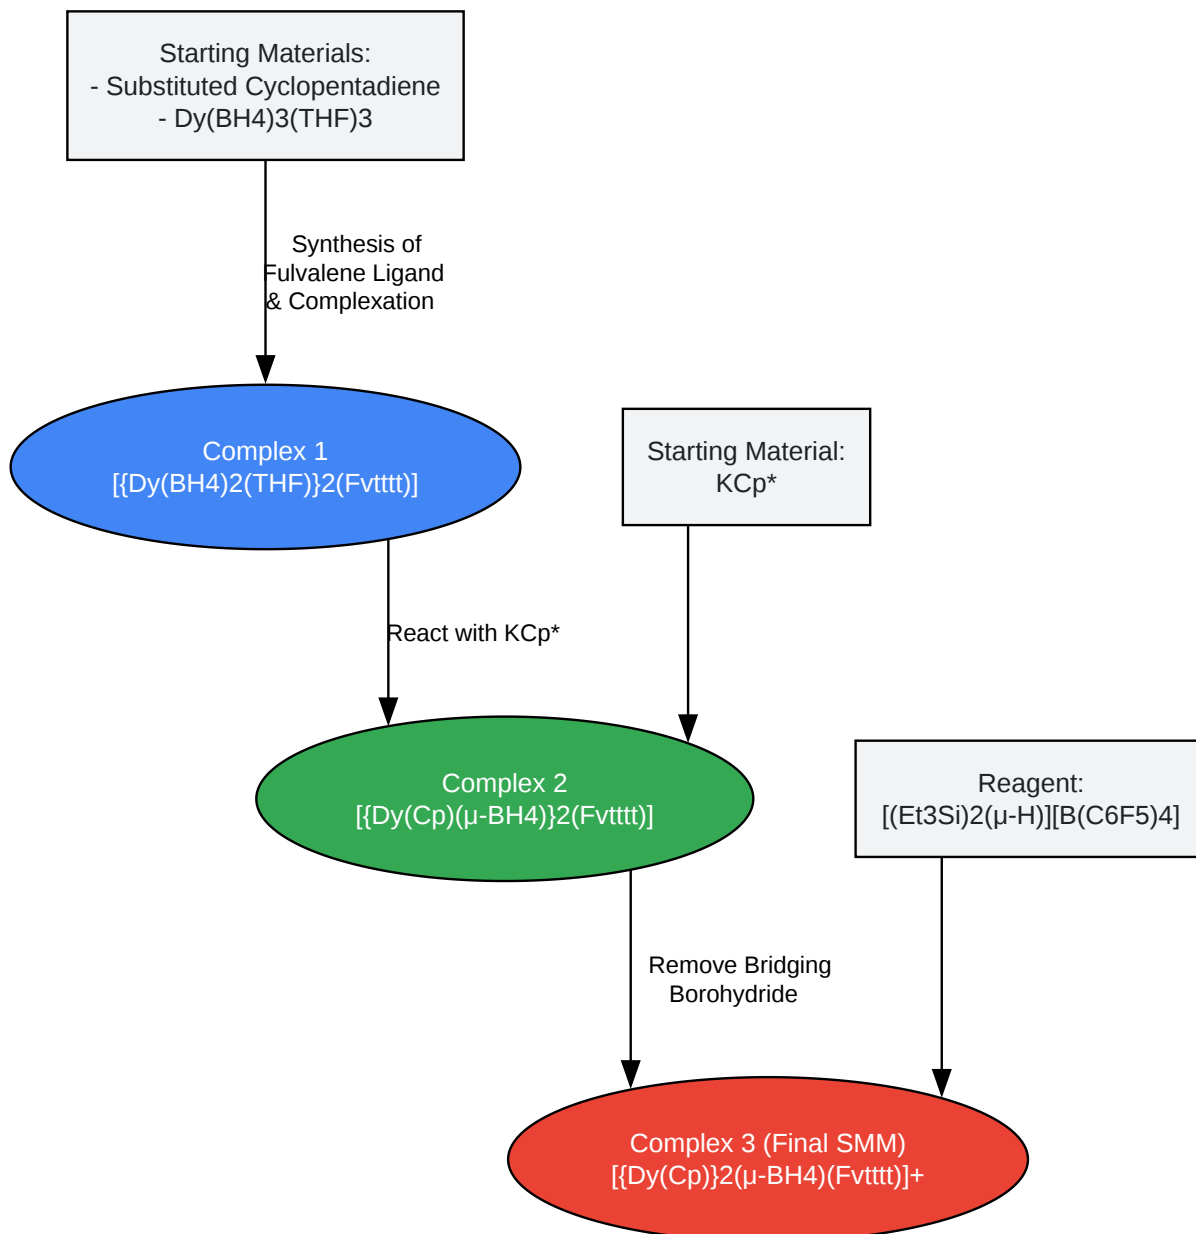 Starting Materials:
- Substituted Cyclopentadiene
- Dy(BH4)3(THF)3
Synthesis of
Fulvalene Ligand
& Complexation
Complex 1
[{Dy(BH4)2(THF)}2(Fvtttt)]
Starting Material:
KCp*
React with KCp*
Complex 2
[{Dy(Cp)(μ-BH4)}2(Fvtttt)]
Reagent:
[(Et3Si)2(μ-H)][B(C6F5)4]
Remove Bridging
Borohydride
Complex 3 (Final SMM)
[{Dy(Cp)}2(μ-BH4)(Fvtttt)]+